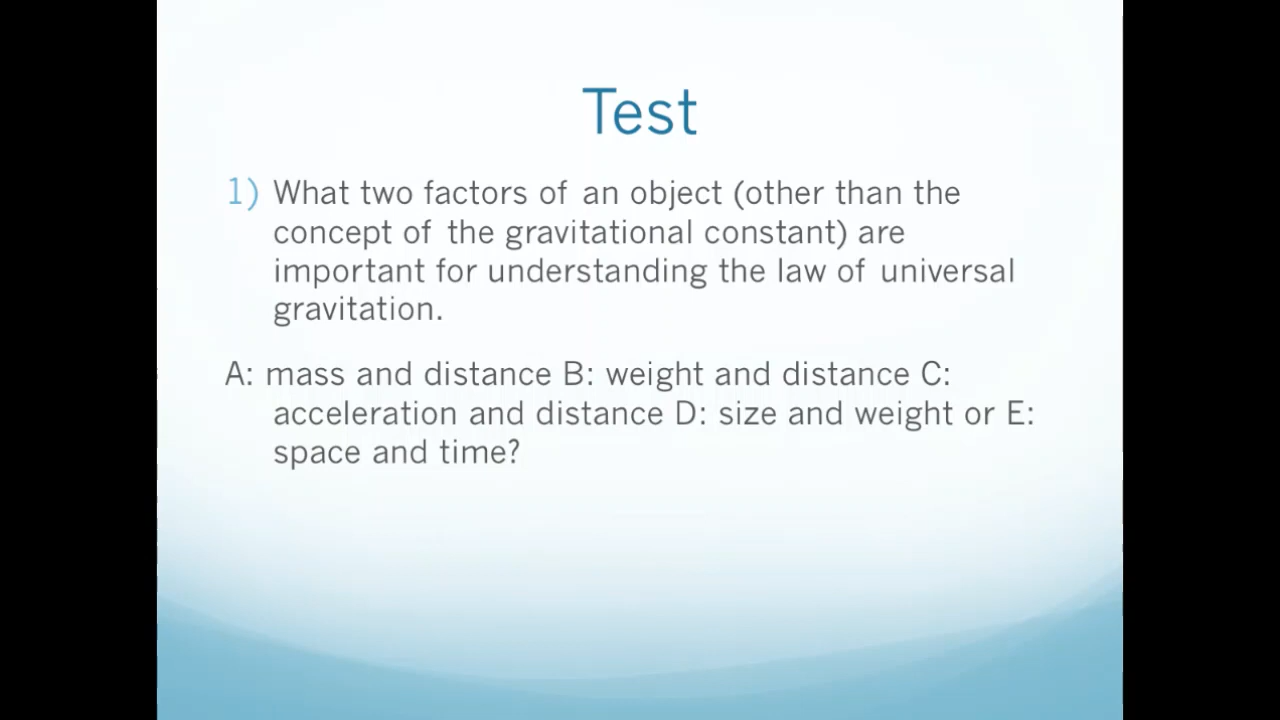 Test
1) What two factors of an object (other than the
concept of the gravitational constant) are
important for understanding the law of universal
gravitation.
A: mass and distance B: weight and distance C:
acceleration and distance D: size and weight or E:
space and time?